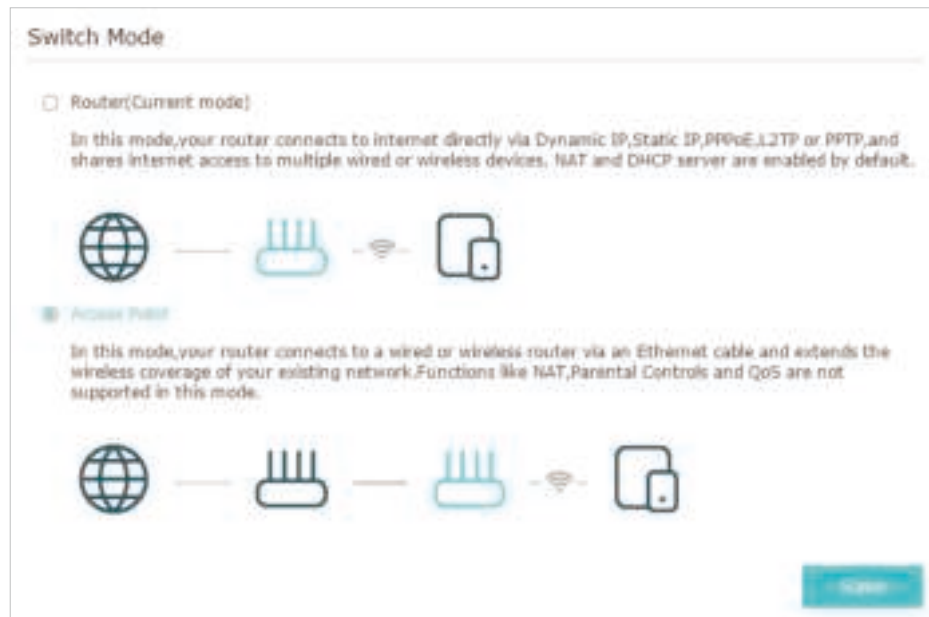 Switch Mode
Router(Current mode)
In this mode,your router connects to internet directly via Dynamic IP,Static IP,PPPoE,L2TP or PPTP,and
shares internet access to multiple wired or wireless devices. NAT and DHCP server are enabled by default.
Access Point
In this mode,your router connects to a wired or wireless router via an Ethernet cable and extends the
wireless coverage of your existing network.Functions like NAT,Parental Controls and QoS are not
supported in this mode.